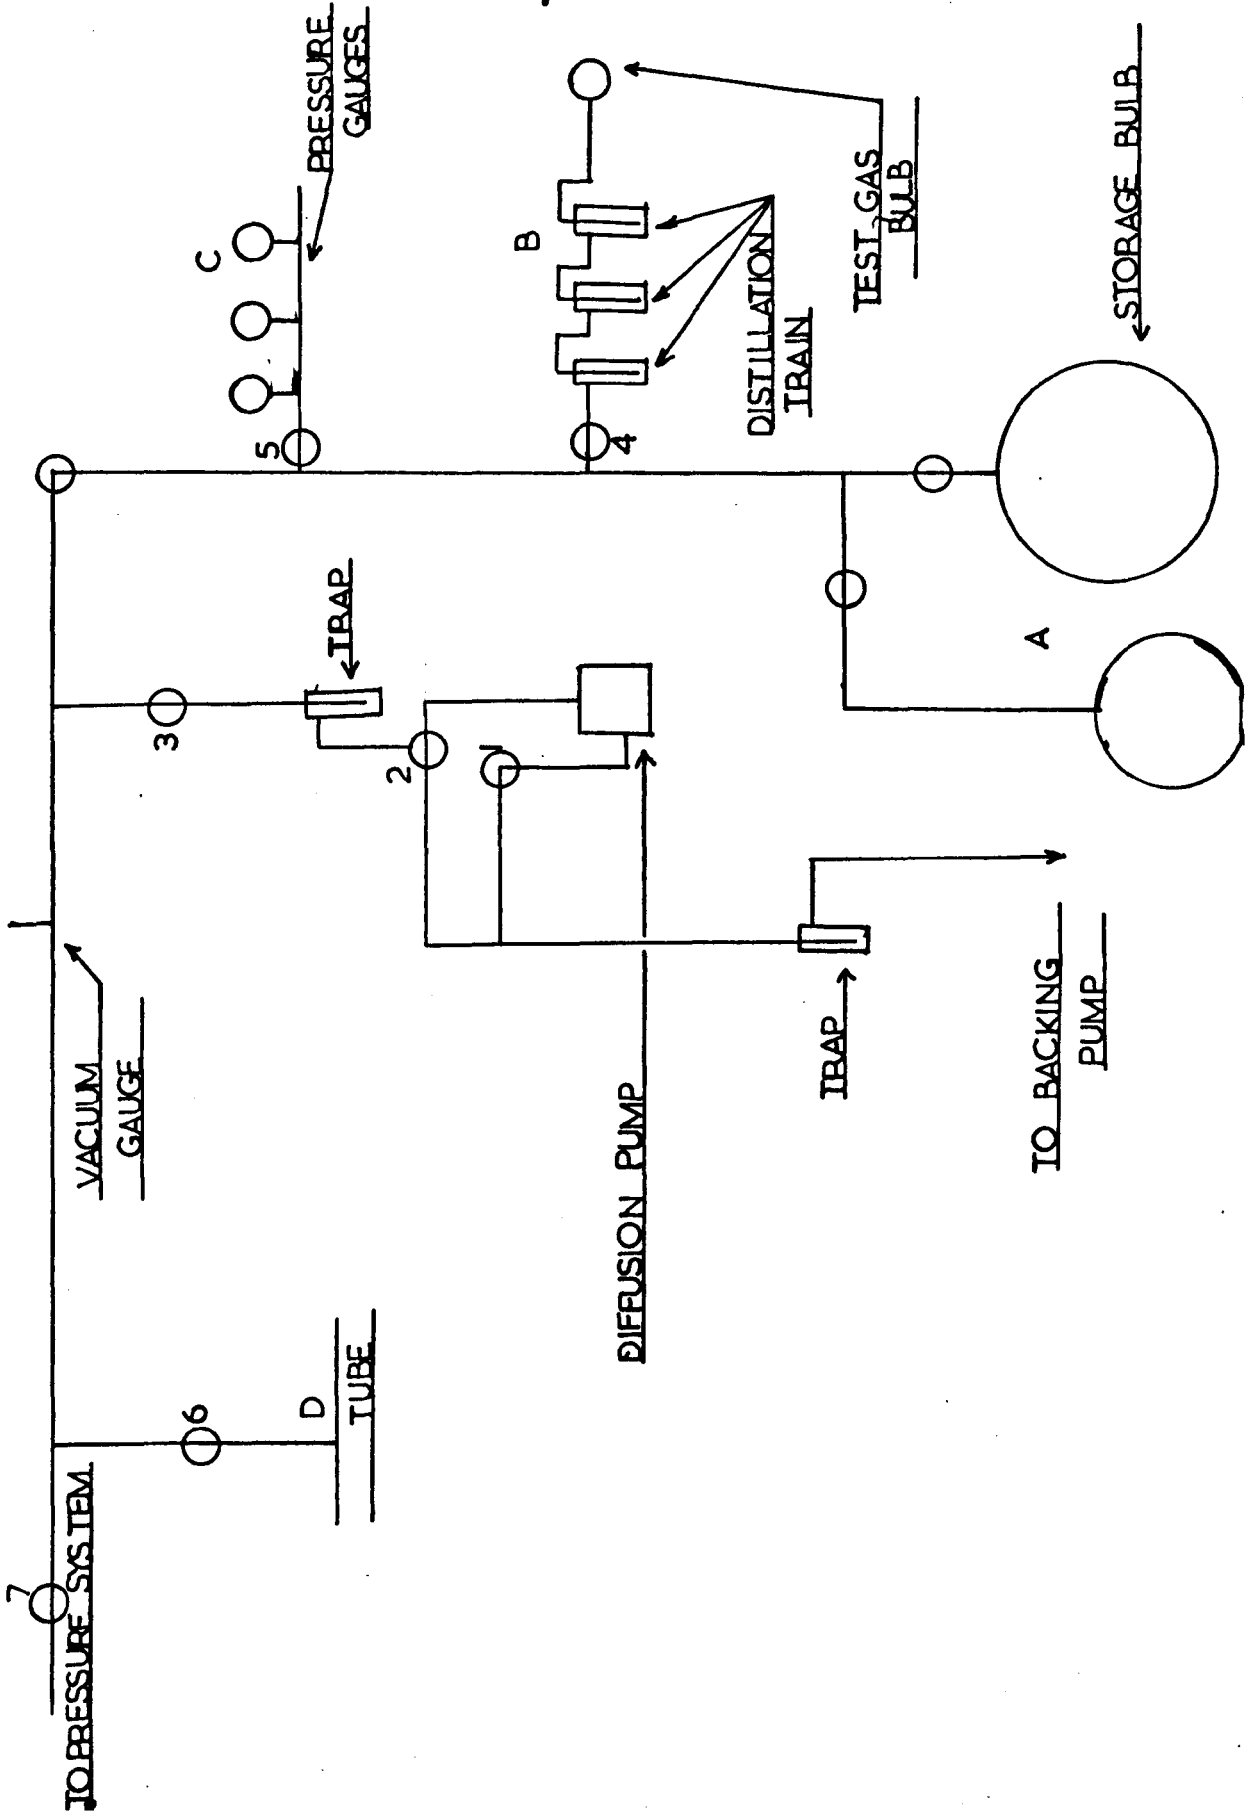 7
TO PRESSURE SYSTEM
VACUUM
GAUGE
6
D
TUBE
3
TRAP
2
1
DIFFUSION PUMP
TRAP
TO BACKING
PUMP
5
C
PRESSURE
GAUGES
4
B
DISTILLATION
TRAIN
TEST GAS
BULB
A
STORAGE BULB